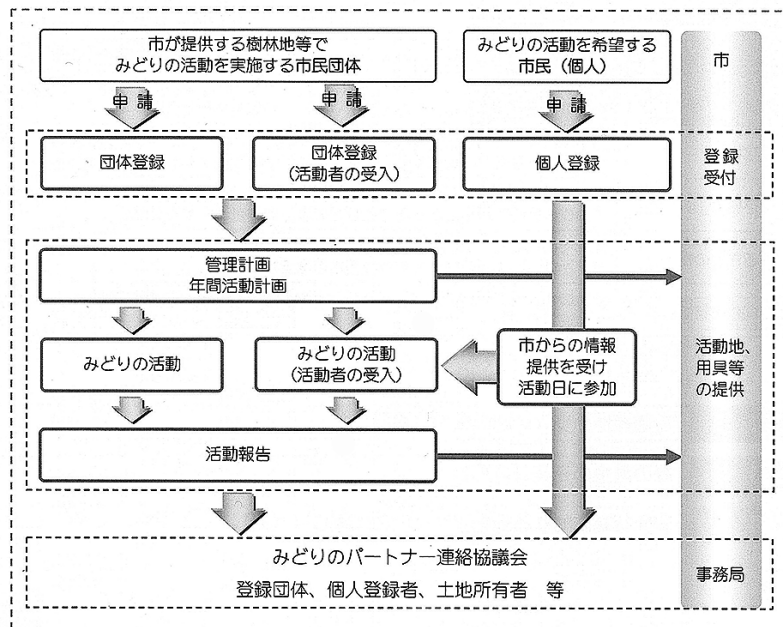 市が提供する樹林地等で
みどりの活動を実施する市民団体
みどりの活動を希望する
市民（個人）
市
申 請
申 請
申 請
団体登録
団体登録
（活動者の受入）
個人登録
登録
受付
管理計画
年間活動計画
みどりの活動
みどりの活動
（活動者の受入）
市からの情報
提供を受け
活動日に参加
活動地、
用具等
の提供
活動報告
みどりのパートナー連絡協議会
登録団体、個人登録者、土地所有者　等
事務局